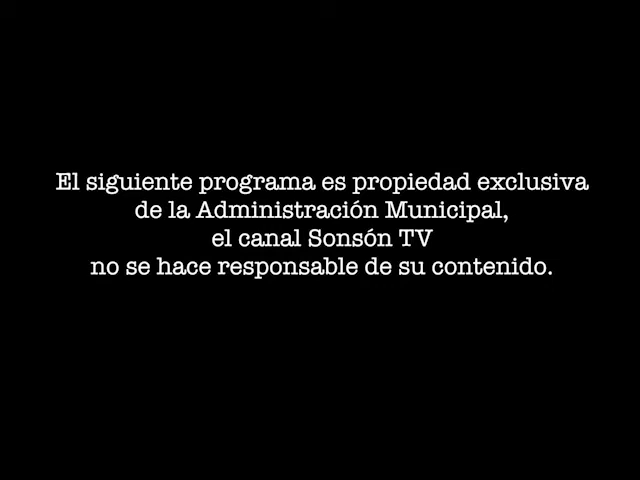 El siguiente programa es propiedad exclusiva
de la Administración Municipal,
el canal Sonsón TV
no se hace responsable de su contenido.